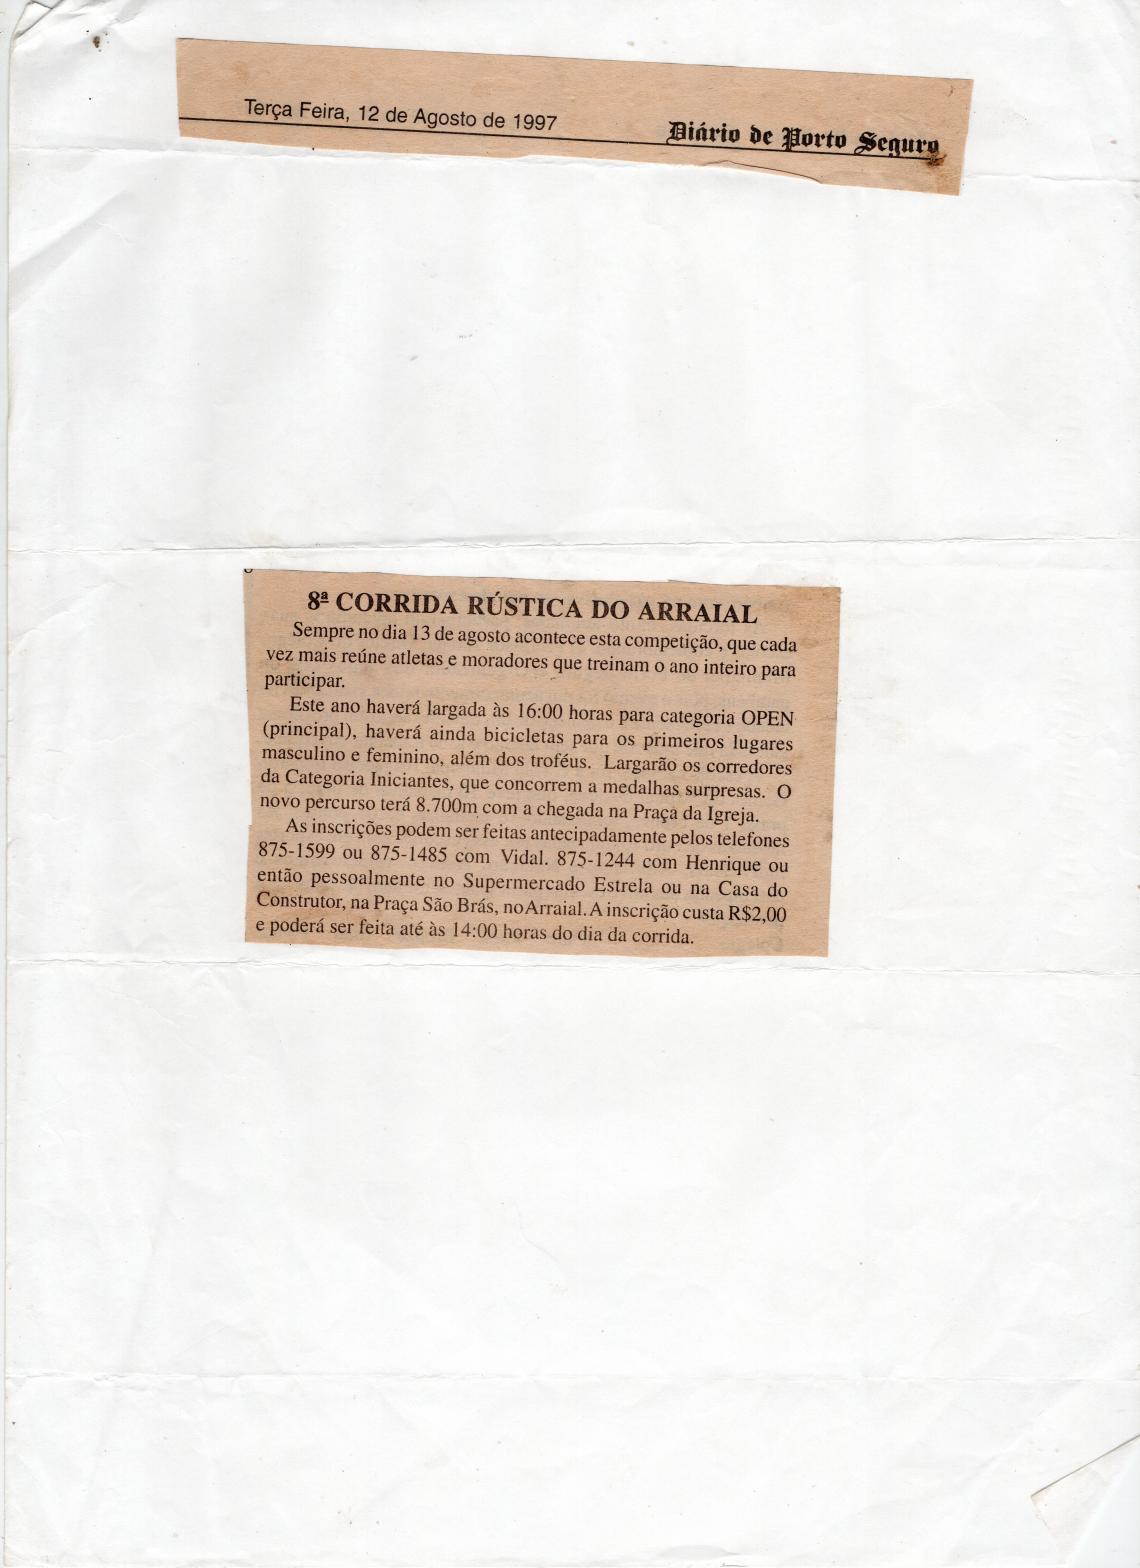 Terça Feira, 12 de Agosto de 1997
Diário de Porto Seguro
8ª CORRIDA RÚSTICA DO ARRAIAL
Sempre no dia 13 de agosto acontece esta competição, que cada
vez mais reúne atletas e moradores que treinam o ano inteiro para
participar.
Este ano haverá largada às 16:00 horas para categoria OPEN
(principal), haverá ainda bicicletas para os primeiros lugares
masculino e feminino, além dos troféus. Largarão os corredores
da Categoria Iniciantes, que concorrem a medalhas surpresas. O
novo percurso terá 8.700m com a chegada na Praça da Igreja.
As inscrições podem ser feitas antecipadamente pelos telefones
875-1599 ou 875-1485 com Vidal. 875-1244 com Henrique ou
então pessoalmente no Supermercado Estrela ou na Casa do
Construtor, na Praça São Brás, no Arraial. A inscrição custa R$2,00
e poderá ser feita até às 14:00 horas do dia da corrida.